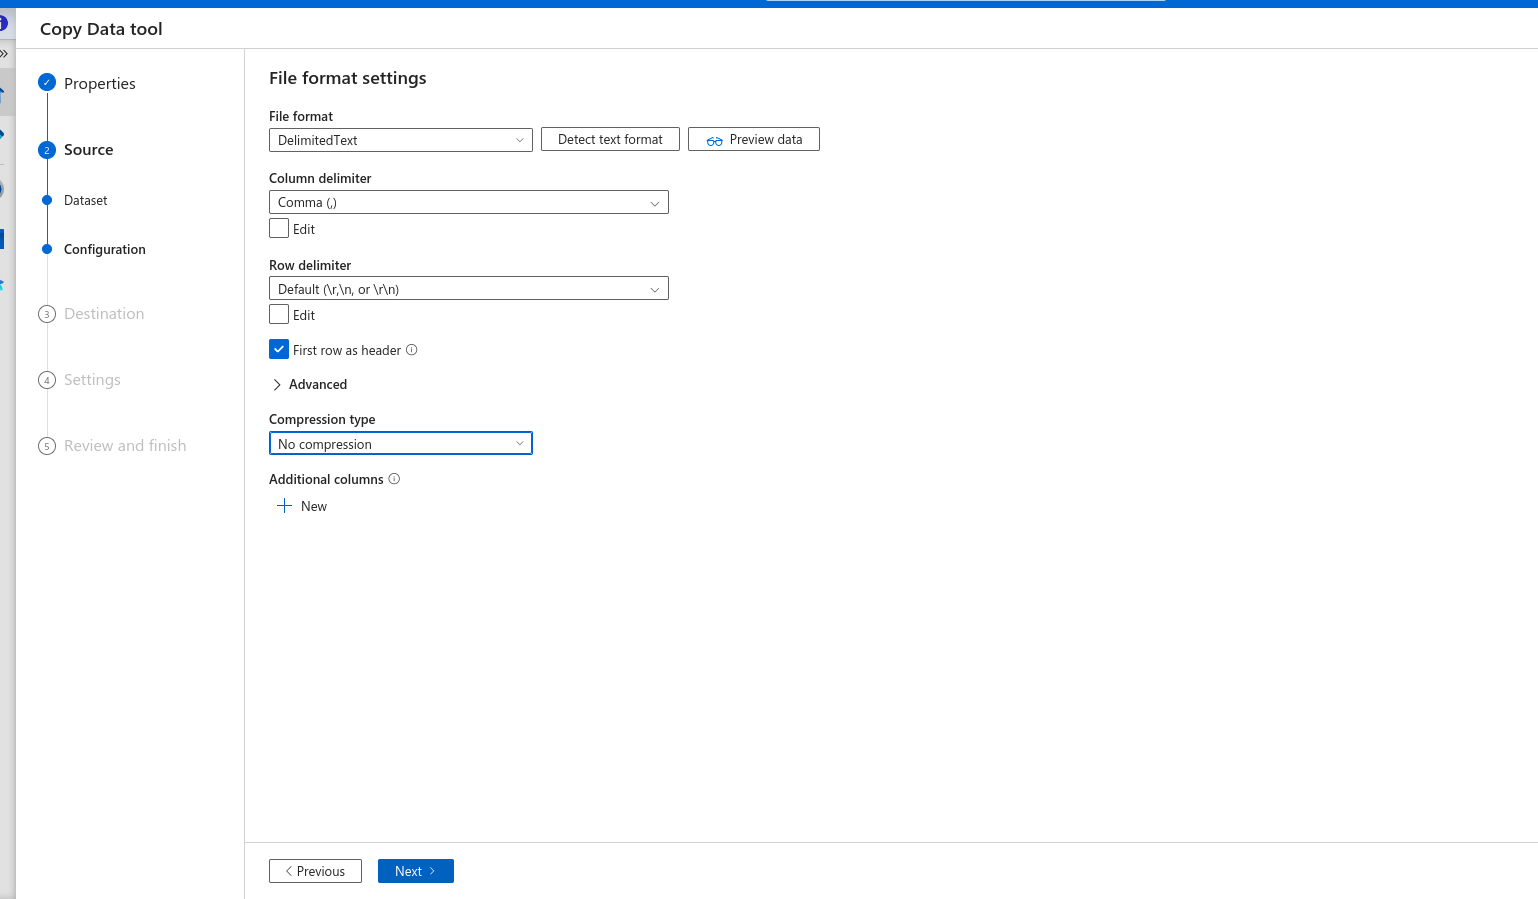 Copy Data tool
Properties
2 Source
Dataset
Configuration
3 Destination
4 Settings
5 Review and finish
File format settings
File format
DelimitedText Detect text format Preview data
Column delimiter
Comma (,)
Edit
Row delimiter
Default (\r,\n, or \r\n)
Edit
First row as header
Advanced
Compression type
No compression
Additional columns
New
Previous Next